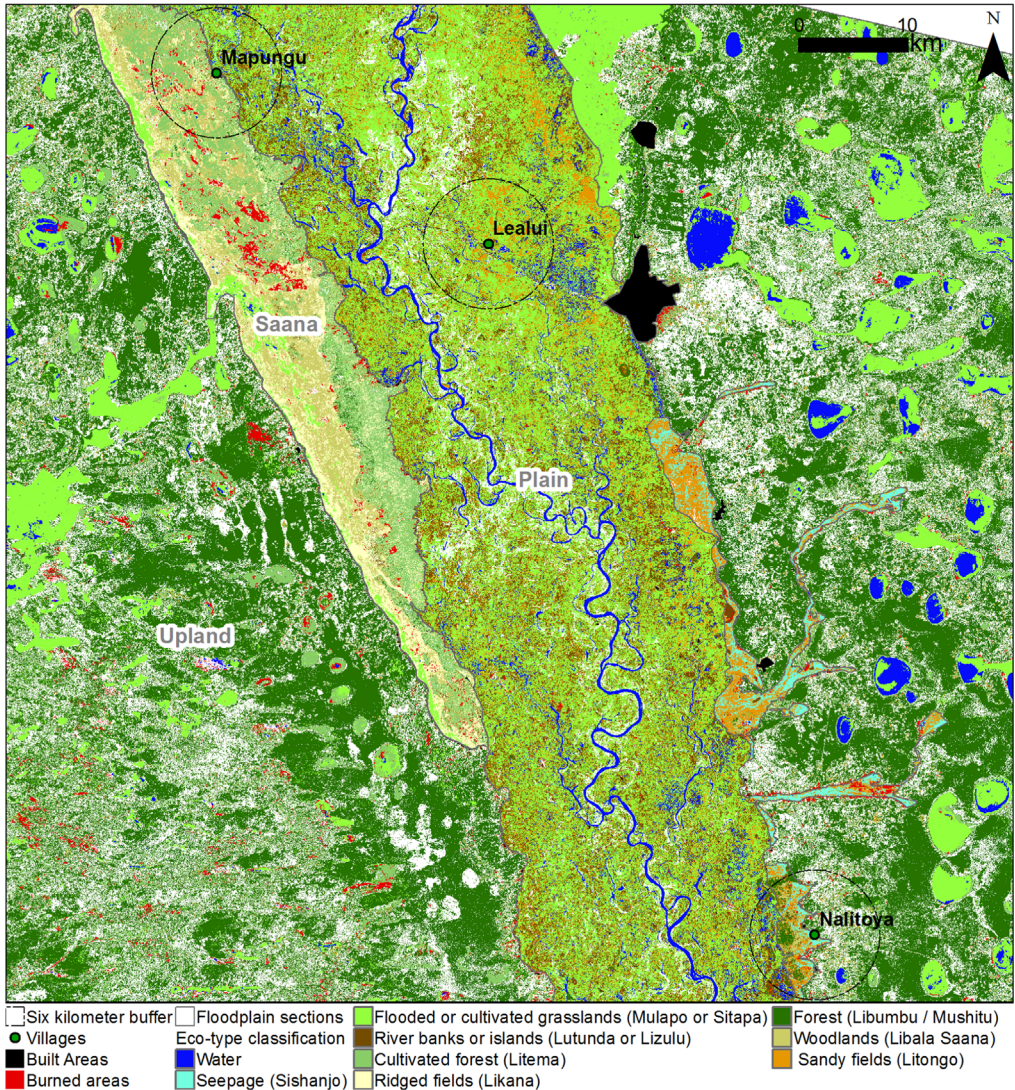 0 10
km
N
Mapungu
Lealui
Saana
Plain
Upland
Nalitoya
Six kilometer buffer
Floodplain sections
Flooded or cultivated grasslands (Mulapo or Sitapa)
Forest (Libumbu / Mushitu)
Villages
Eco-type classification
River banks or islands (Lutunda or Lizulu)
Woodlands (Libala Saana)
Built Areas
Water
Cultivated forest (Litema)
Sandy fields (Litongo)
Burned areas
Seepage (Sishanjo)
Ridged fields (Likana)